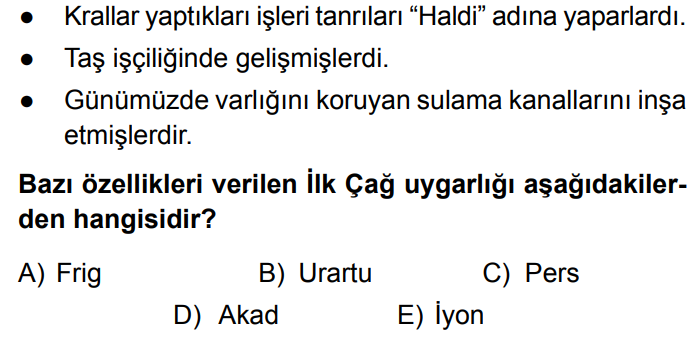 ● Krallar yaptıkları işleri tanrıları “Haldi” adına yaparlardı.
● Taş işçiliğinde gelişmişlerdi.
● Günümüzde varlığını koruyan sulama kanallarını inşa
etmişlerdir.
Bazı özellikleri verilen İlk Çağ uygarlığı aşağıdakiler-
den hangisidir?
A) Frig B) Urartu C) Pers
D) Akad E) İyon